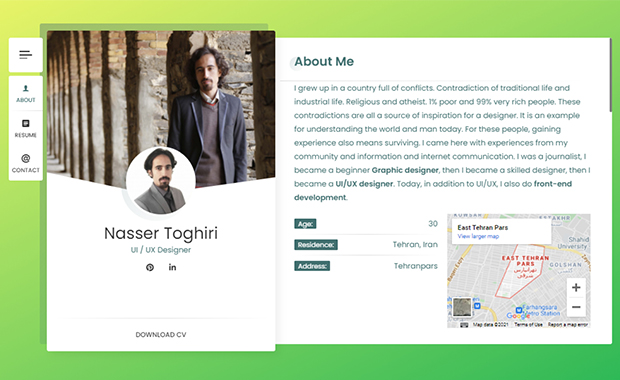 ABOUT
RESUME
CONTACT
Nasser Toghiri
UI / UX Designer
in
DOWNLOAD CV
About Me
I grew up in a country full of conflicts. Contradiction of traditional life and
industrial life. Religious and atheist. 1% poor and 99% very rich people. These
contradictions are all a source of inspiration for a designer. It is an example
for understanding the world and man today. For these people, gaining
experience also means surviving. I came here with experiences from my
community and information and internet communication. I was a journalist, I
became a beginner Graphic designer, then I became a skilled designer, then I
became a UI/UX designer. Today, in addition to UI/UX, I also do front-end
development.
Age: 30
Residence: Tehran, Iran
Address: Tehranpars
East Tehran Pars
View larger map
Shahid
University
EAST TEHRAN
PARS
تهرانپارس
شرقی
GOLSHAN
Farhangsara
Metro Station
Google
Map data ©2021 Terms of Use Report a map error